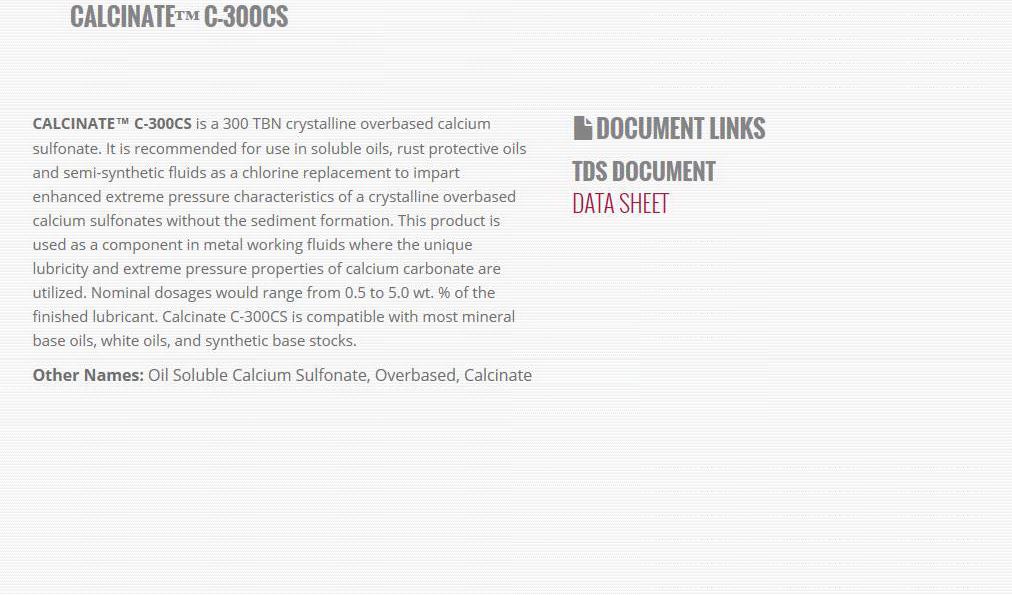 CALCINATE™ C-300CS
CALCINATE™ C-300CS is a 300 TBN crystalline overbased calcium
sulfonate. It is recommended for use in soluble oils, rust protective oils
and semi-synthetic fluids as a chlorine replacement to impart
enhanced extreme pressure characteristics of a crystalline overbased
calcium sulfonates without the sediment formation. This product is
used as a component in metal working fluids where the unique
lubricity and extreme pressure properties of calcium carbonate are
utilized. Nominal dosages would range from 0.5 to 5.0 wt. % of the
finished lubricant. Calcinate C-300CS is compatible with most mineral
base oils, white oils, and synthetic base stocks.
Other Names: Oil Soluble Calcium Sulfonate, Overbased, Calcinate
DOCUMENT LINKS
TDS DOCUMENT
DATA SHEET